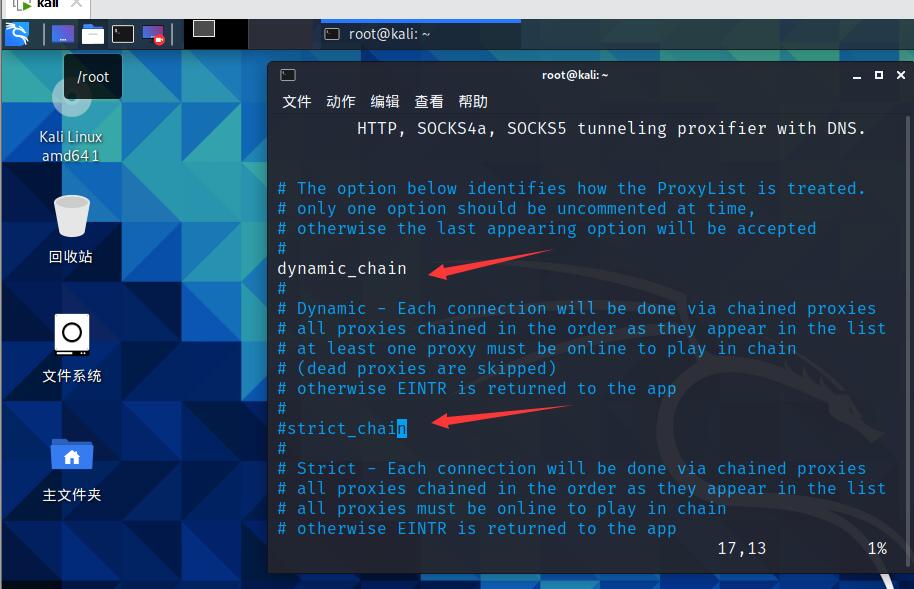 kali
root@kali: ~
/root
Kali Linux
amd64 1
回收站
文件系统
主文件夹
root@kali: ~
文件 动作 编辑 查看 帮助
HTTP, SOCKS4a, SOCKS5 tunneling proxifier with DNS.
# The option below identifies how the ProxyList is treated.
# only one option should be uncommented at time,
# otherwise the last appearing option will be accepted
#
dynamic_chain
#
# Dynamic - Each connection will be done via chained proxies
# all proxies chained in the order as they appear in the list
# at least one proxy must be online to play in chain
# (dead proxies are skipped)
# otherwise EINTR is returned to the app
#
#strict_chain
#
# Strict - Each connection will be done via chained proxies
# all proxies chained in the order as they appear in the list
# all proxies must be online to play in chain
# otherwise EINTR is returned to the app
17,13 1%